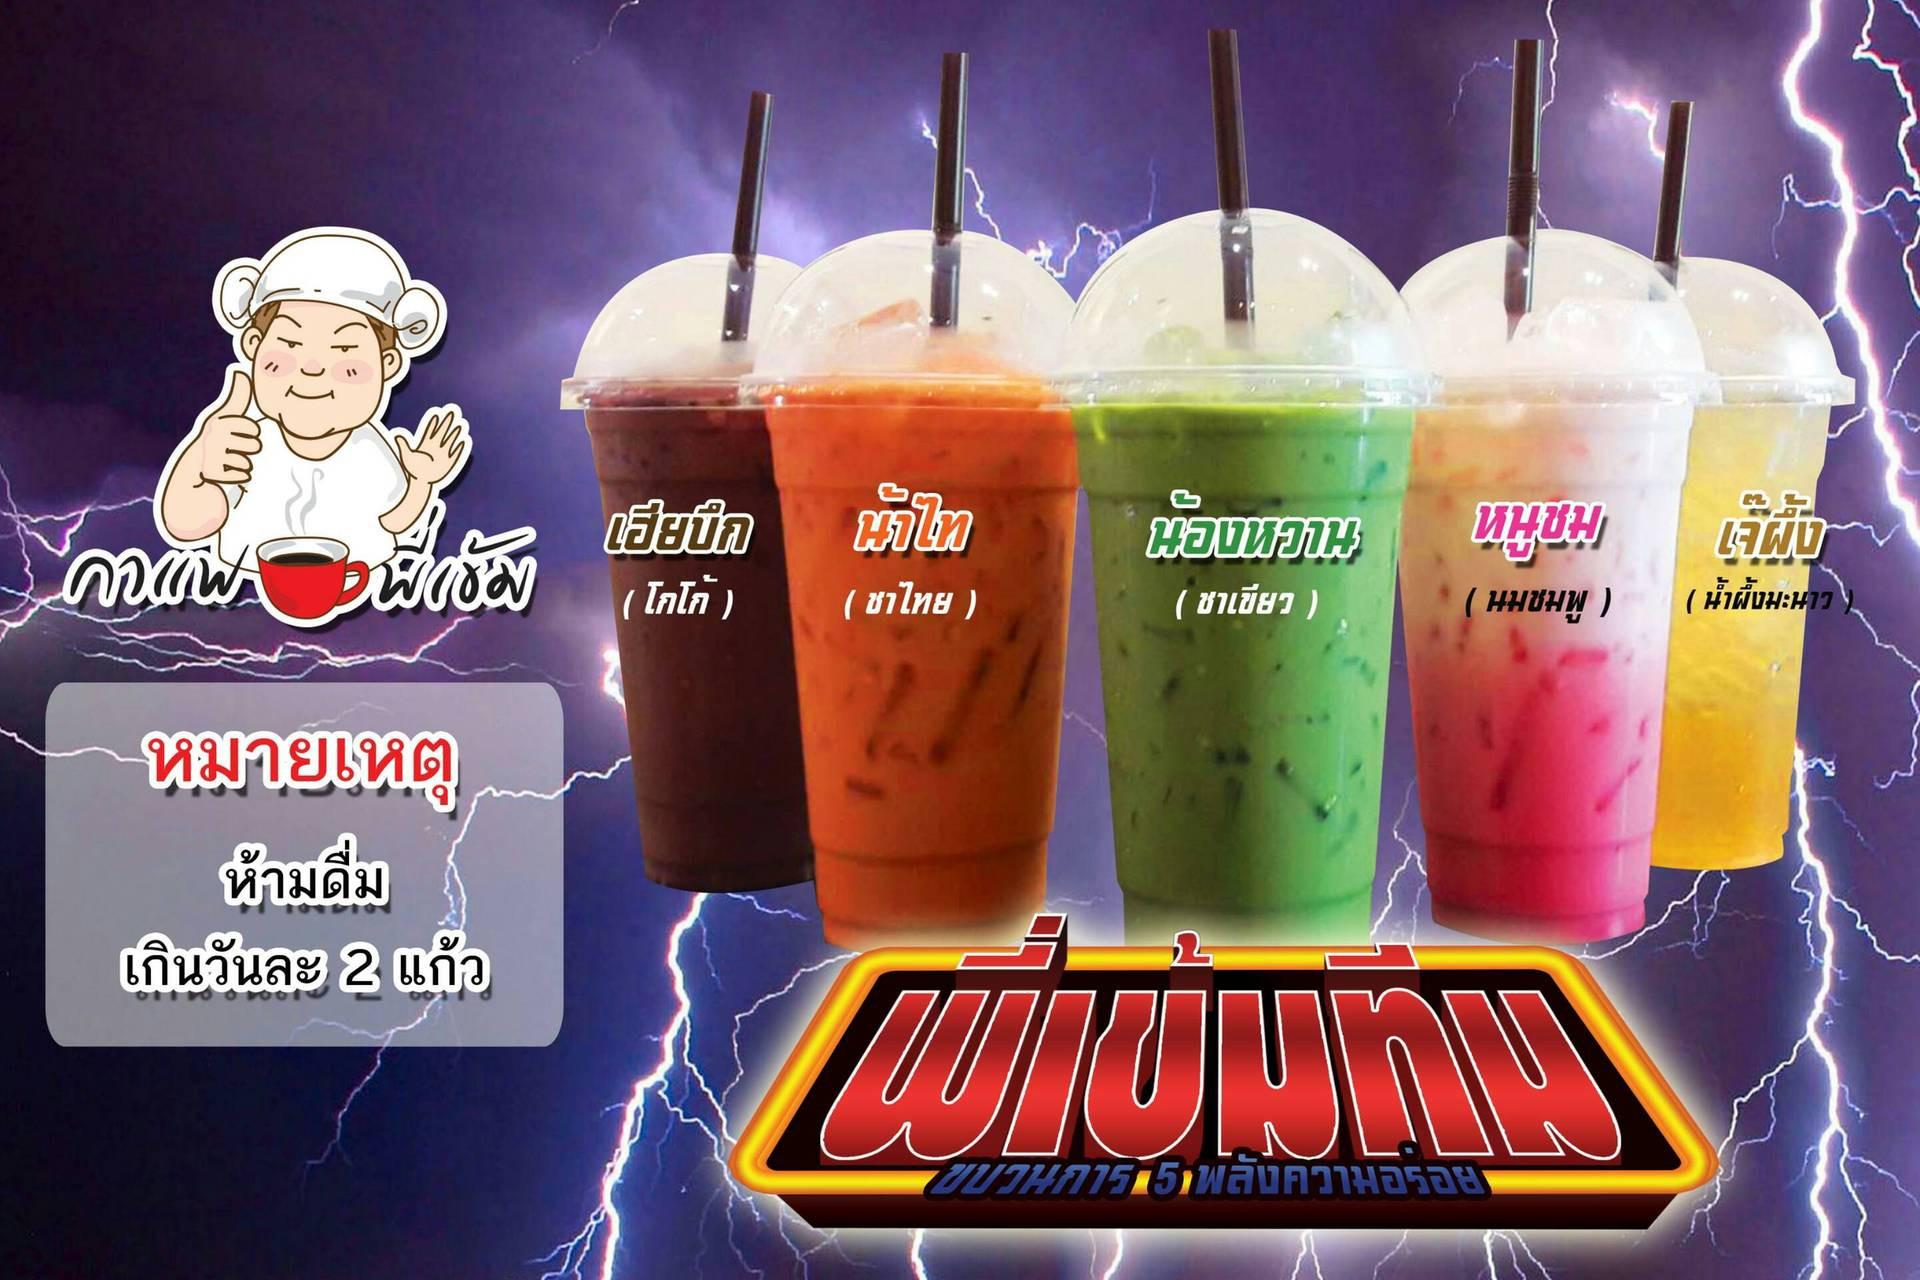 กาแฟพี่เข้ม
หมายเหตุ
ห้ามดื่ม
เกินวันละ 2 แก้ว
เฮียบึก
( โกโก้ )
น้าไท
( ชาไทย )
น้องหวาน
( ชาเขียว )
หนูชม
( นมชมพู )
เจ๊ผึ้ง
( น้ำผึ้งมะนาว )
พี่เข้มทีม
ขบวนการ 5 พลังความอร่อย